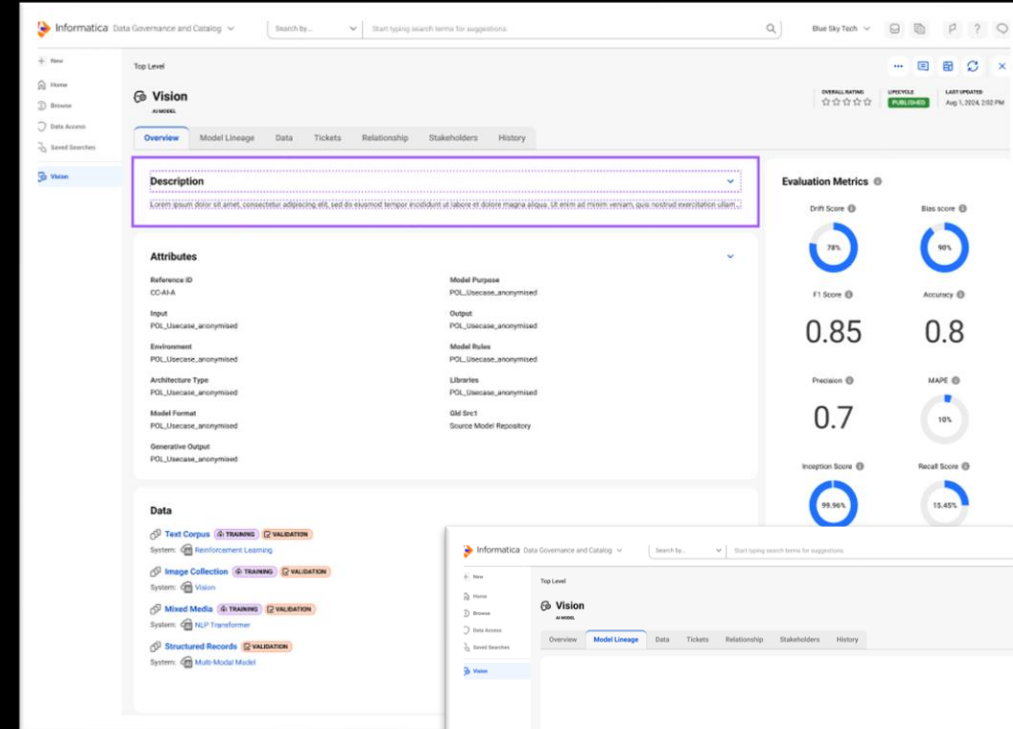 Informatica Data Governance and Catalog Search by... Start typing search terms for suggestions. Blue Sky Tech
New
Home
Browse
Data Access
Saved Searches
Vision
Top Level
Vision
AI MODEL
OVERALL RATING
LIFECYCLE
PUBLISHED
LAST UPDATED
Aug 1, 2024, 2:02 PM
Overview Model Lineage Data Tickets Relationship Stakeholders History
Description
Lorem ipsum dolor sit amet, consectetur adipiscing elit, sed do eiusmod tempor incididunt ut labore et dolore magna aliqua. Ut enim ad minim veniam, quis nostrud exercitation ullam...
Attributes
Reference ID
CC-AI-A
Model Purpose
POL_Usecase_anonymised
Input
POL_Usecase_anonymised
Output
POL_Usecase_anonymised
Environment
POL_Usecase_anonymised
Model Rules
POL_Usecase_anonymised
Architecture Type
POL_Usecase_anonymised
Libraries
POL_Usecase_anonymised
Model Format
POL_Usecase_anonymised
Gld Src1
Source Model Repository
Generative Output
POL_Usecase_anonymised
Evaluation Metrics
Drift Score
78%
Bias score
90%
F1 Score
0.85
Accuracy
0.8
Precision
0.7
MAPE
10%
Inception Score
99.96%
Recall Score
15.45%
Data
Text Corpus TRAINING VALIDATION
System: Reinforcement Learning
Image Collection TRAINING VALIDATION
System: Vision
Mixed Media TRAINING VALIDATION
System: NLP Transformer
Structured Records VALIDATION
System: Multi-Modal Model
Informatica Data Governance and Catalog Search by... Start typing search terms for suggestions.
New
Home
Browse
Data Access
Saved Searches
Vision
Top Level
Vision
AI MODEL
Overview Model Lineage Data Tickets Relationship Stakeholders History